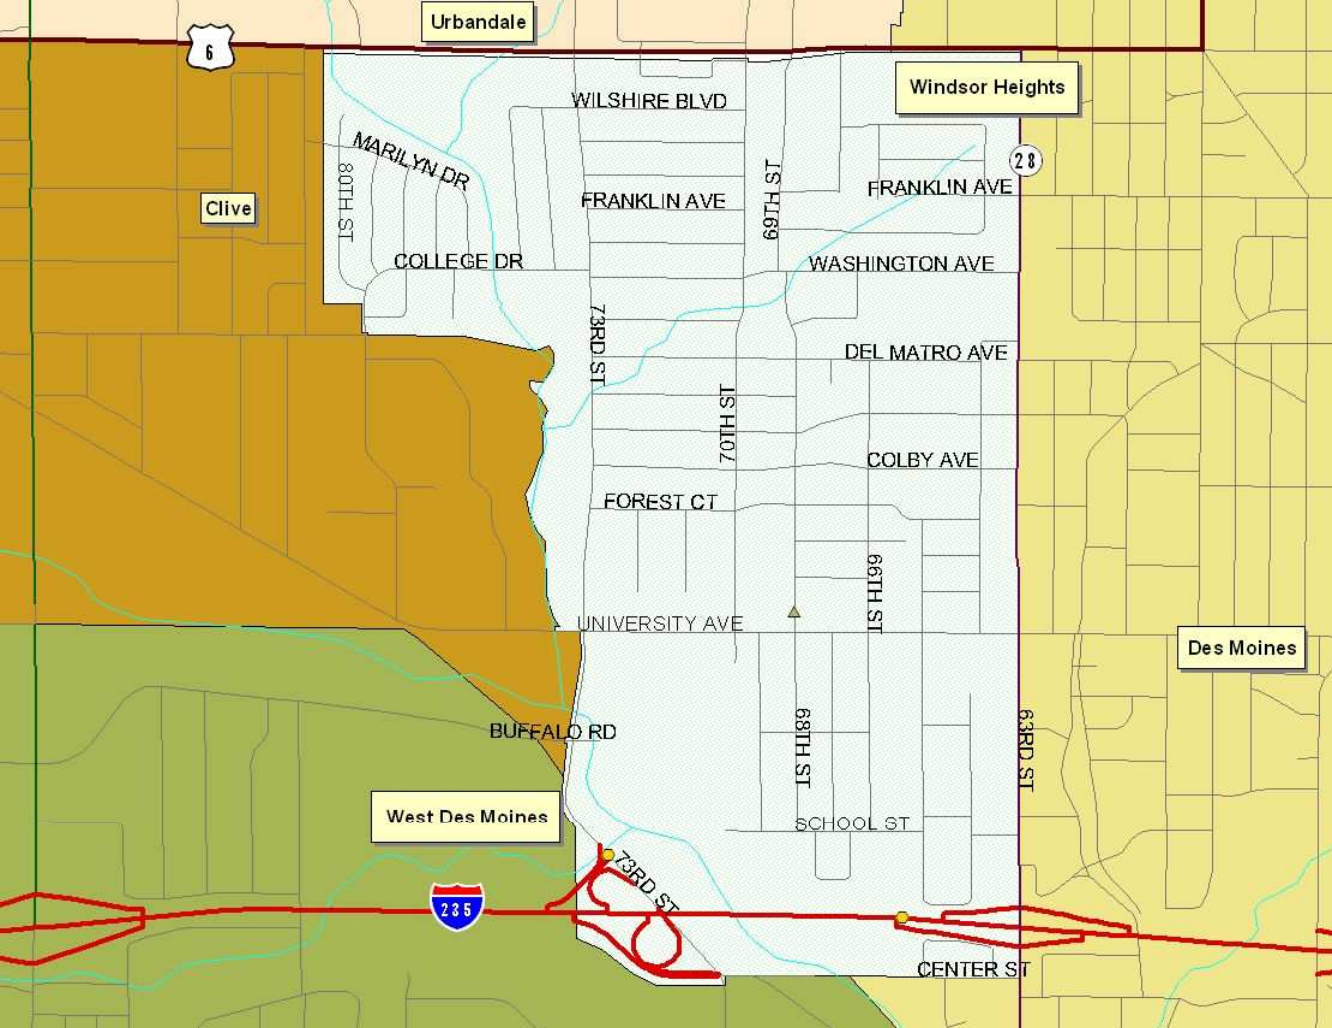 Urbandale
6
Windsor Heights
WILSHIRE BLVD
MARILYN DR
28
80TH ST
69TH ST
FRANKLIN AVE
FRANKLIN AVE
Clive
COLLEGE DR
WASHINGTON AVE
73RD ST
DEL MATRO AVE
70TH ST
COLBY AVE
FOREST CT
66TH ST
UNIVERSITY AVE
Des Moines
BUFFALO RD
68TH ST
63RD ST
West Des Moines
SCHOOL ST
73RD ST
235
CENTER ST